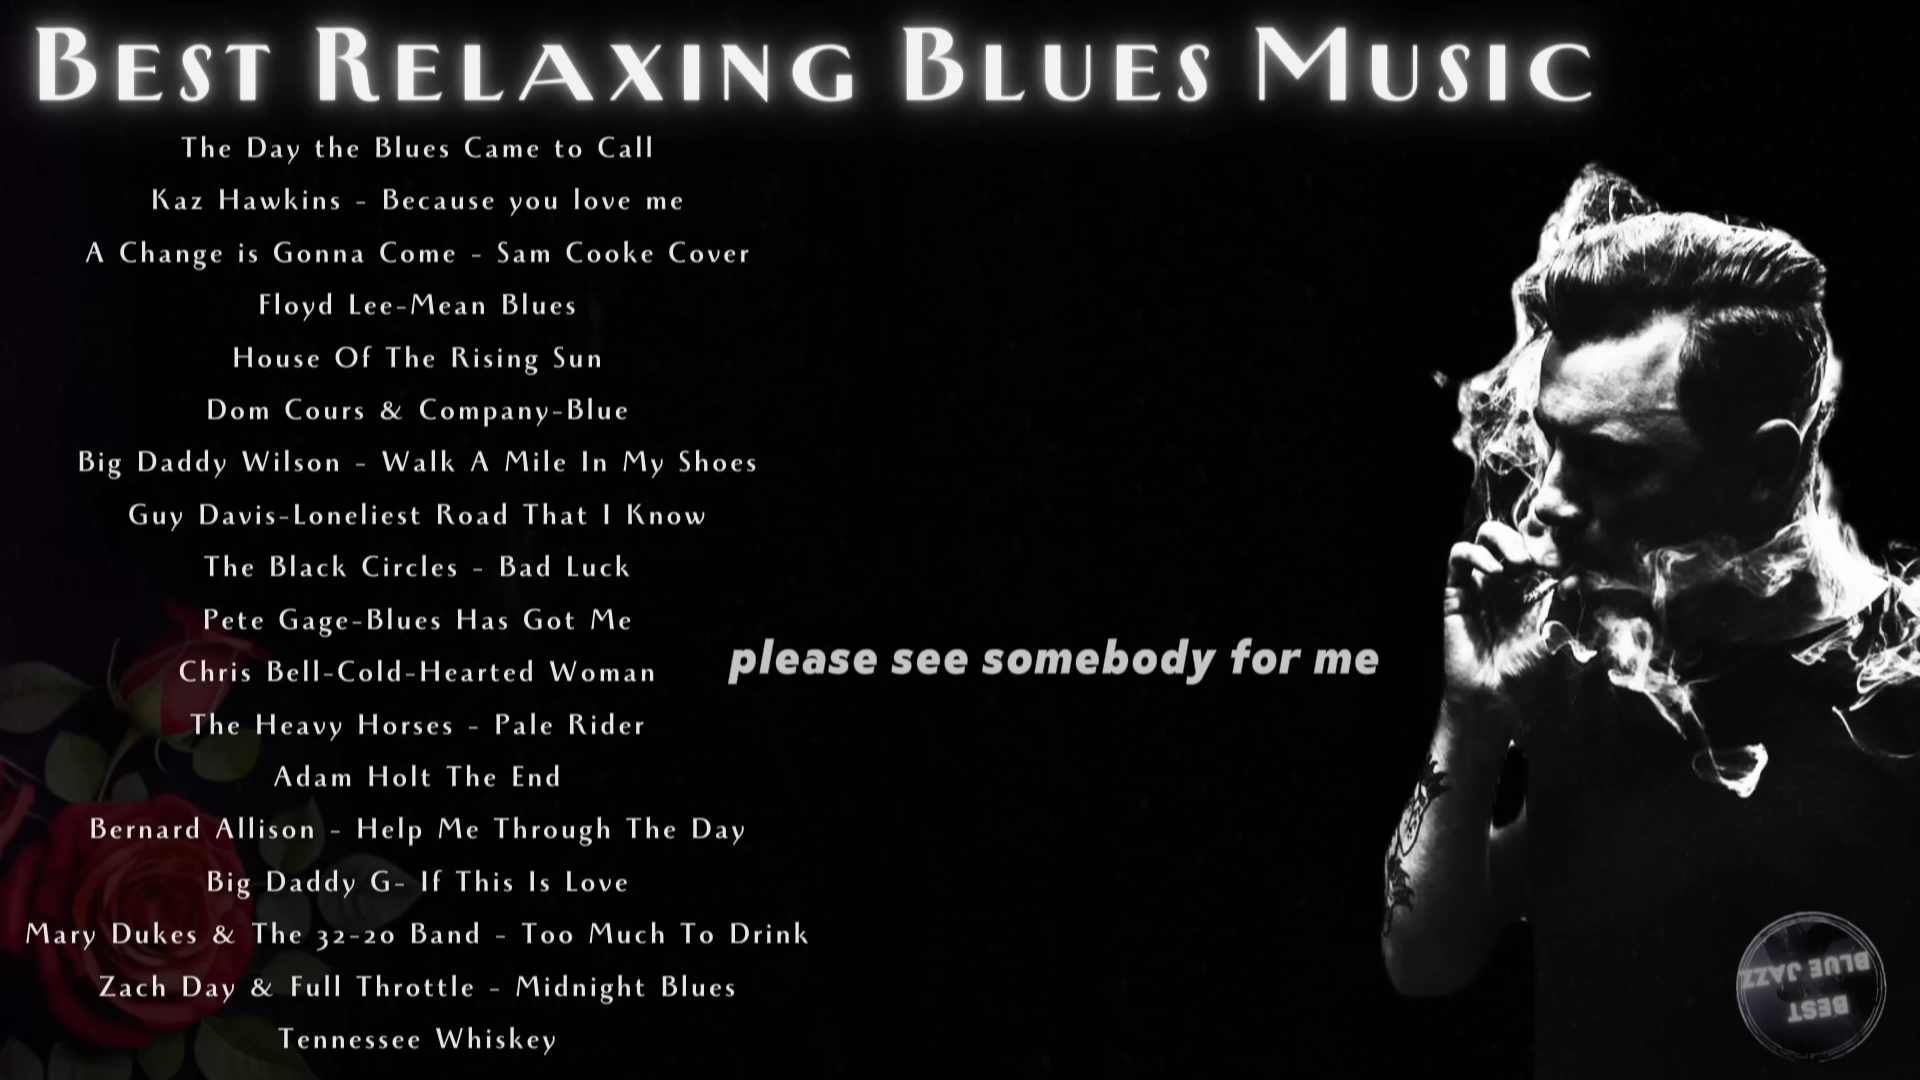 Best Relaxing Blues Music
The Day the Blues Came to Call
Kaz Hawkins - Because you love me
A Change is Gonna Come - Sam Cooke Cover
Floyd Lee-Mean Blues
House Of The Rising Sun
Dom Cours & Company-Blue
Big Daddy Wilson - Walk A Mile In My Shoes
Guy Davis-Loneliest Road That I Know
The Black Circles - Bad Luck
Pete Gage-Blues Has Got Me
Chris Bell-Cold-Hearted Woman
The Heavy Horses - Pale Rider
Adam Holt The End
Bernard Allison - Help Me Through The Day
Big Daddy G- If This Is Love
Mary Dukes & The 32-20 Band - Too Much To Drink
Zach Day & Full Throttle - Midnight Blues
Tennessee Whiskey
please see somebody for me
BEST
BLUE JAZZ